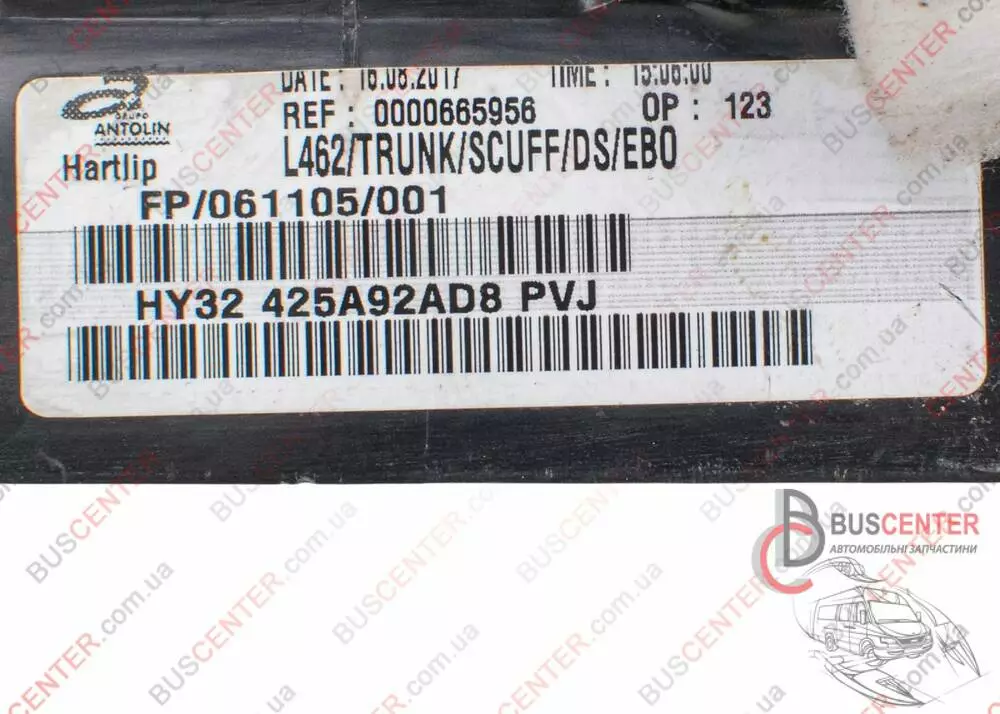 DATE : 16.08.2017 TIME : 15:06:00
REF : 0000665956 OP : 123
GRUPO
ANTOLIN
Hartlip
L462/TRUNK/SCUFF/DS/EBO
FP/061105/001
HY32 425A92AD8 PVJ
BUSCENTER
АВТОМОБІЛЬНІ ЗАПЧАСТИНИ
BUSCENTER.com.ua